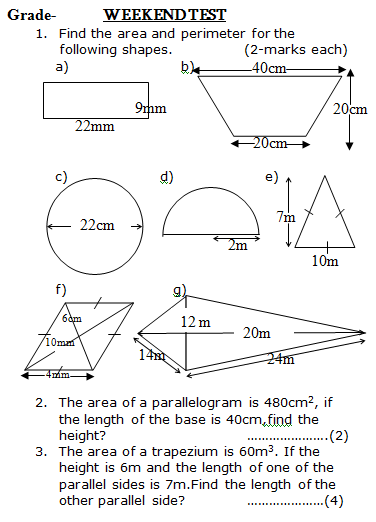 Grade- WEEKEND TEST
1. Find the area and perimeter for the
following shapes. (2-marks each)
a) b) 40cm
9mm 20cm
22mm 20cm
c) d) e)
22cm 7m
2m
10m
f) g)
6cm 12 m
20m
10mm 14m
24m
4mm
2. The area of a parallelogram is 480cm², if
the length of the base is 40cm,find the
height? ........................(2)
3. The area of a trapezium is 60m³. If the
height is 6m and the length of one of the
parallel sides is 7m.Find the length of the
other parallel side? .....................(4)